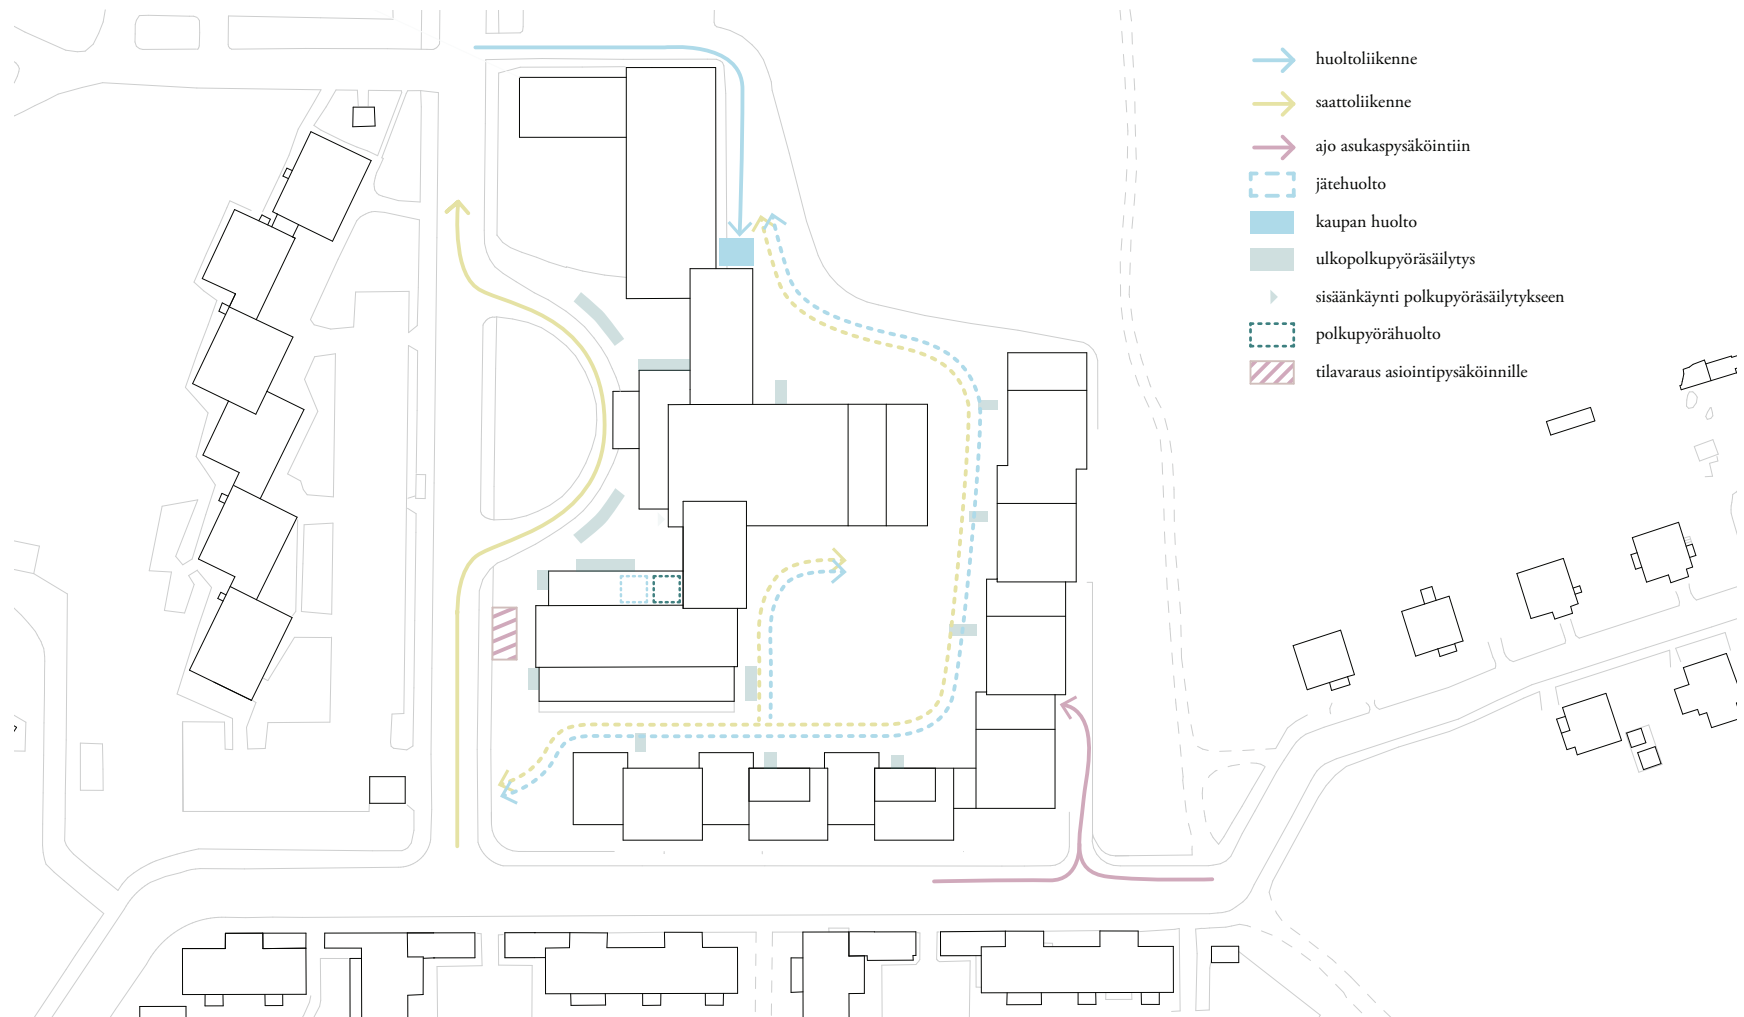 huoltoliikenne
saattoliikenne
ajo asukaspysäköintiin
jätehuolto
kaupan huolto
ulkopolkupyöräsäilytys
sisäänkäynti polkupyöräsäilytykseen
polkupyörähuolto
tilavaraus asiointipysäköinnille